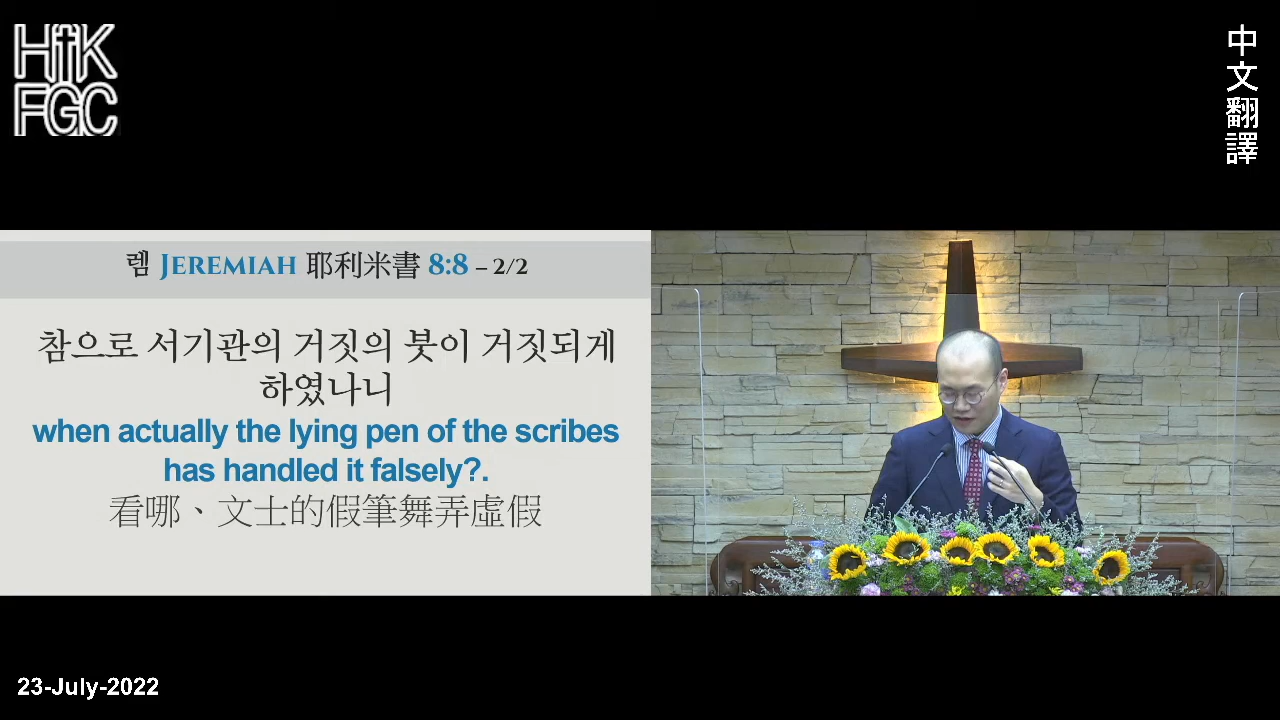 HK
FGC
中文翻譯
렘 JEREMIAH 耶利米書 8:8 – 2/2
참으로 서기관의 거짓의 붓이 거짓되게
하였나니
when actually the lying pen of the scribes
has handled it falsely?.
看哪、文士的假筆舞弄虛假
23-July-2022